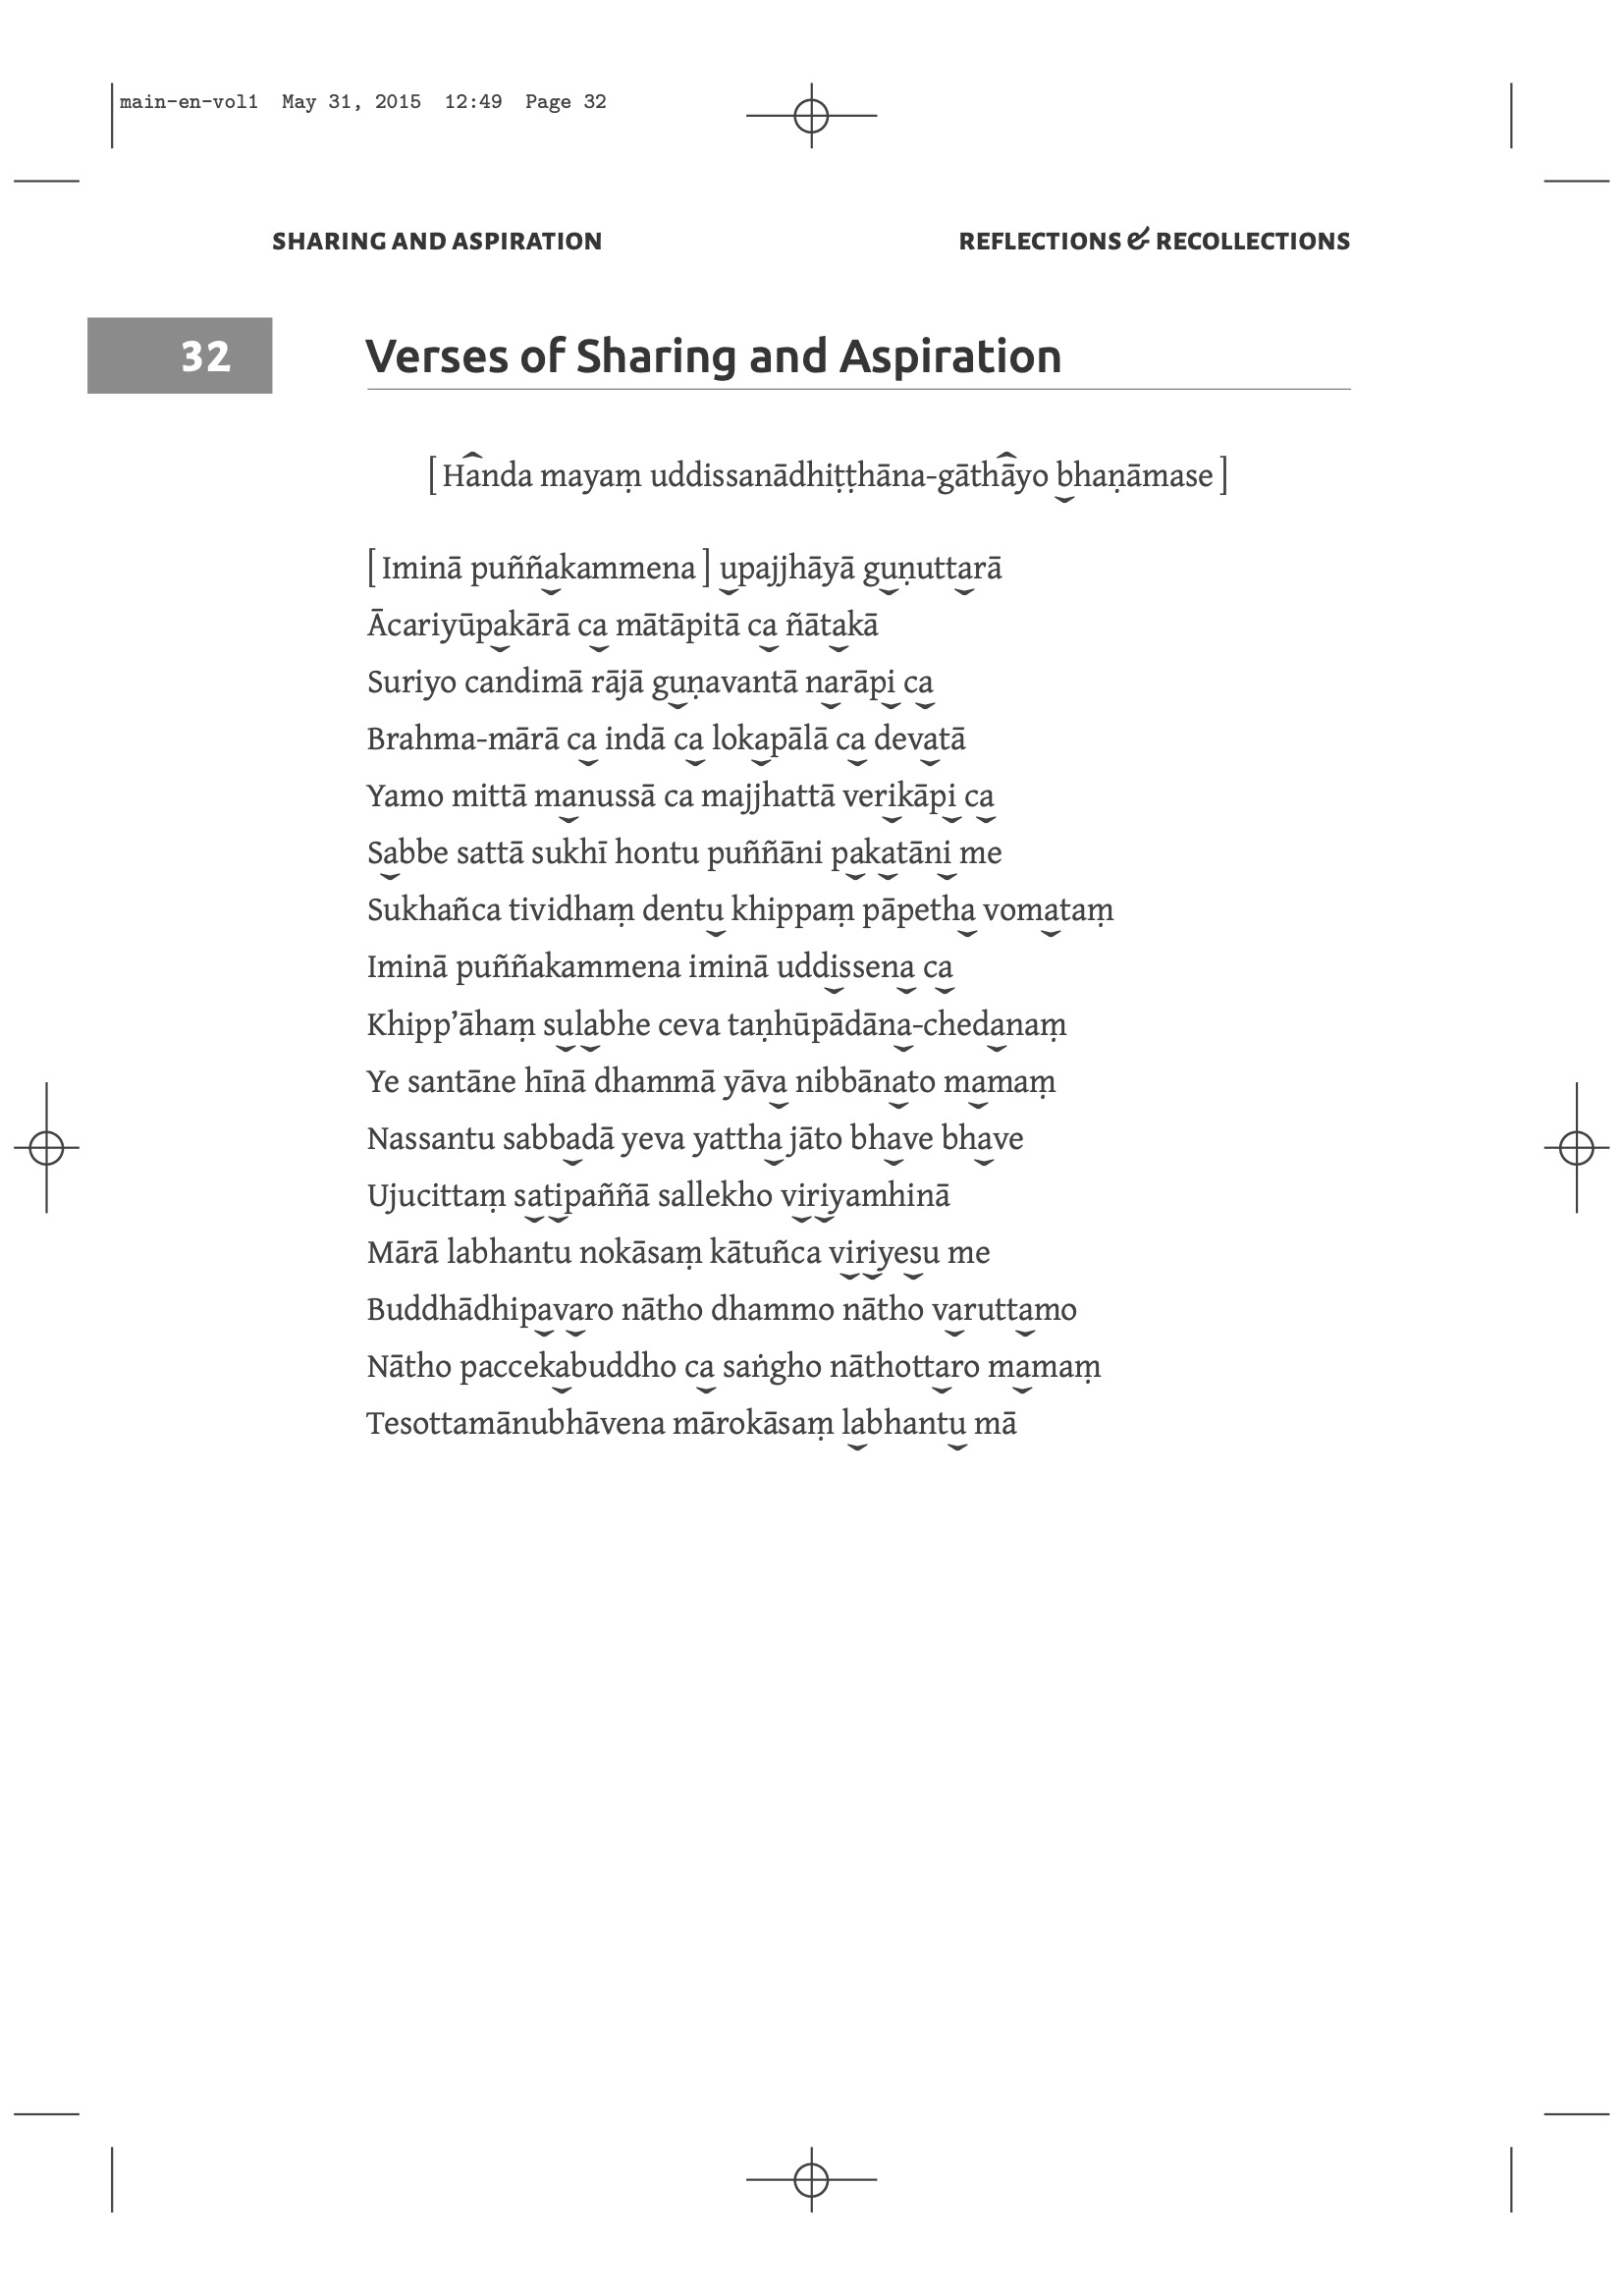 main-en-vol1 May 31, 2015 12:49 Page 32
SHARING AND ASPIRATION REFLECTIONS & RECOLLECTIONS
32 Verses of Sharing and Aspiration
[ Handa mayaṃ uddissanādhiṭṭhāna-gāthāyo bhaṇāmase ]
[ Iminā puññakammena ] upajjhāyā guṇuttarā
Ācariyūpakārā ca mātāpitā ca ñātakā
Suriyo candimā rājā guṇavantā narāpi ca
Brahma-mārā ca indā ca lokapālā ca devatā
Yamo mittā manussā ca majjhattā verikāpi ca
Sabbe sattā sukhī hontu puññāni pakatāni me
Sukhañca tividhaṃ dentu khippaṃ pāpetha vomataṃ
Iminā puññakammena iminā uddissena ca
Khipp’āhaṃ sulabhe ceva taṇhūpādāna-chedanaṃ
Ye santāne hīnā dhammā yāva nibbānato mamaṃ
Nassantu sabbadā yeva yattha jāto bhave bhave
Ujucittaṃ satipaññā sallekho viriyamhinā
Mārā labhantu nokāsaṃ kātuñca viriyesu me
Buddhādhipavaro nātho dhammo nātho varuttamo
Nātho paccekabuddho ca saṅgho nāthottaro mamaṃ
Tesottamānubhāvena mārokāsaṃ labhantu mā